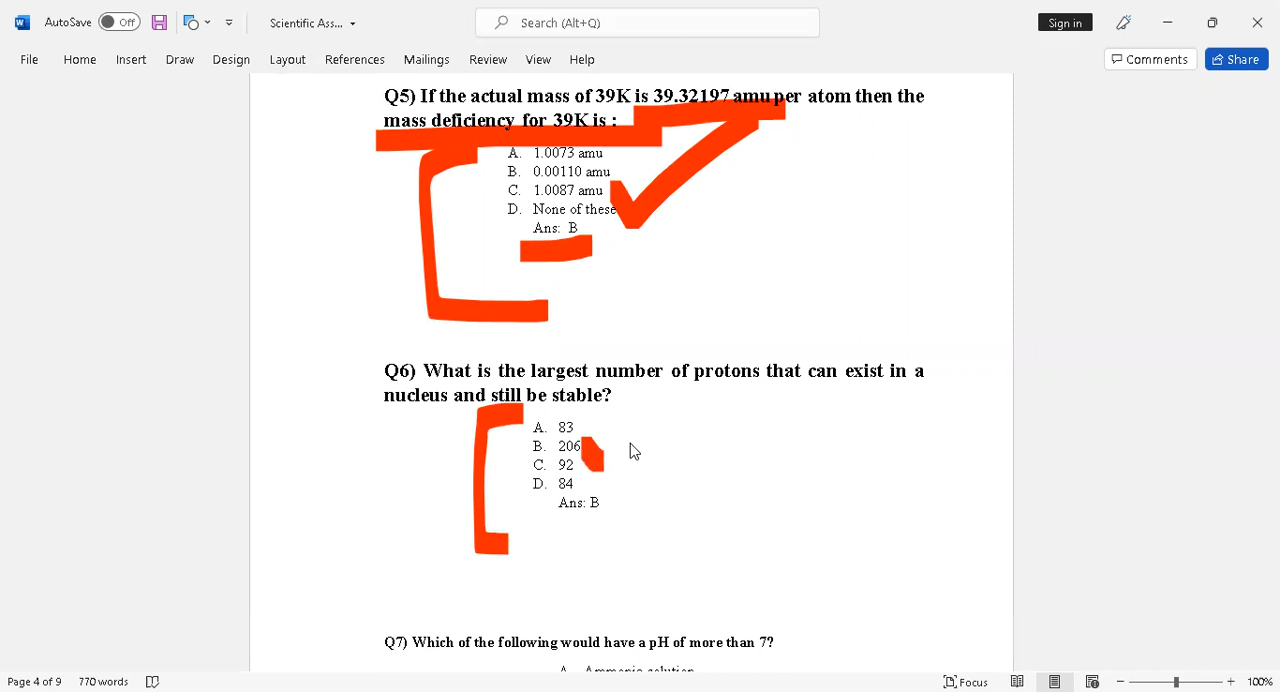 AutoSave Off Scientific Ass... Search (Alt+Q) Sign in
File Home Insert Draw Design Layout References Mailings Review View Help Comments Share
Q5) If the actual mass of 39K is 39.32197 amu per atom then the
mass deficiency for 39K is :
A. 1.0073 amu
B. 0.00110 amu
C. 1.0087 amu
D. None of these
Ans: B
Q6) What is the largest number of protons that can exist in a
nucleus and still be stable?
A. 83
B. 206
C. 92
D. 84
Ans: B
Q7) Which of the following would have a pH of more than 7?
A. Ammonia solution
Page 4 of 9 770 words Focus 100%